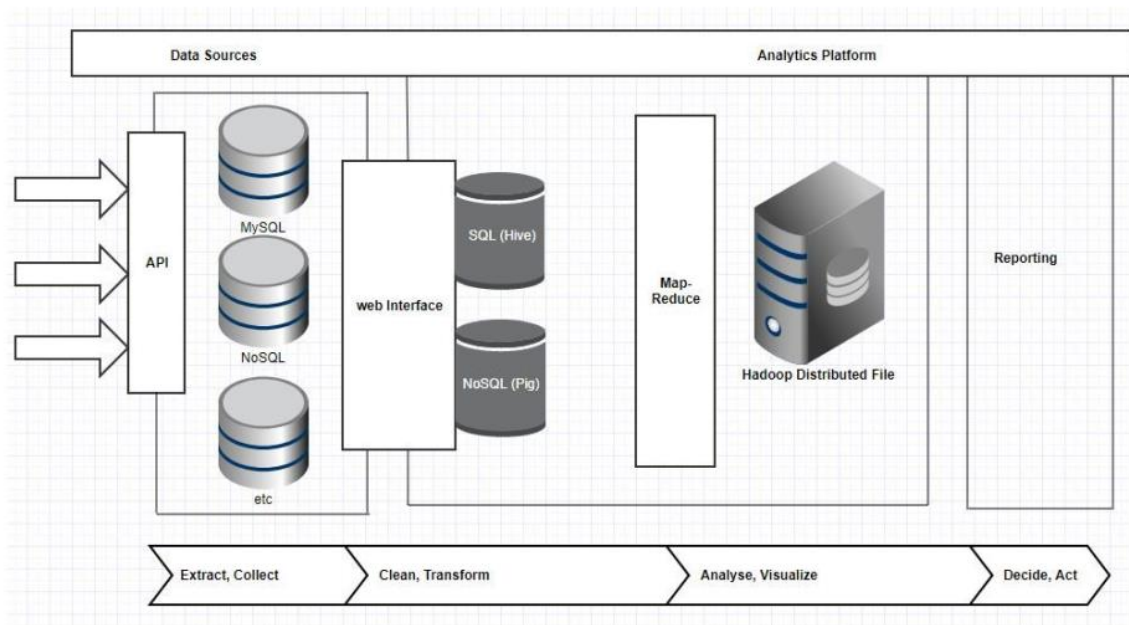 Data Sources
Analytics Platform
API
MySQL
NoSQL
etc
web Interface
SQL (Hive)
NoSQL (Pig)
Map-
Reduce
Hadoop Distributed File
Reporting
Extract, Collect
Clean, Transform
Analyse, Visualize
Decide, Act